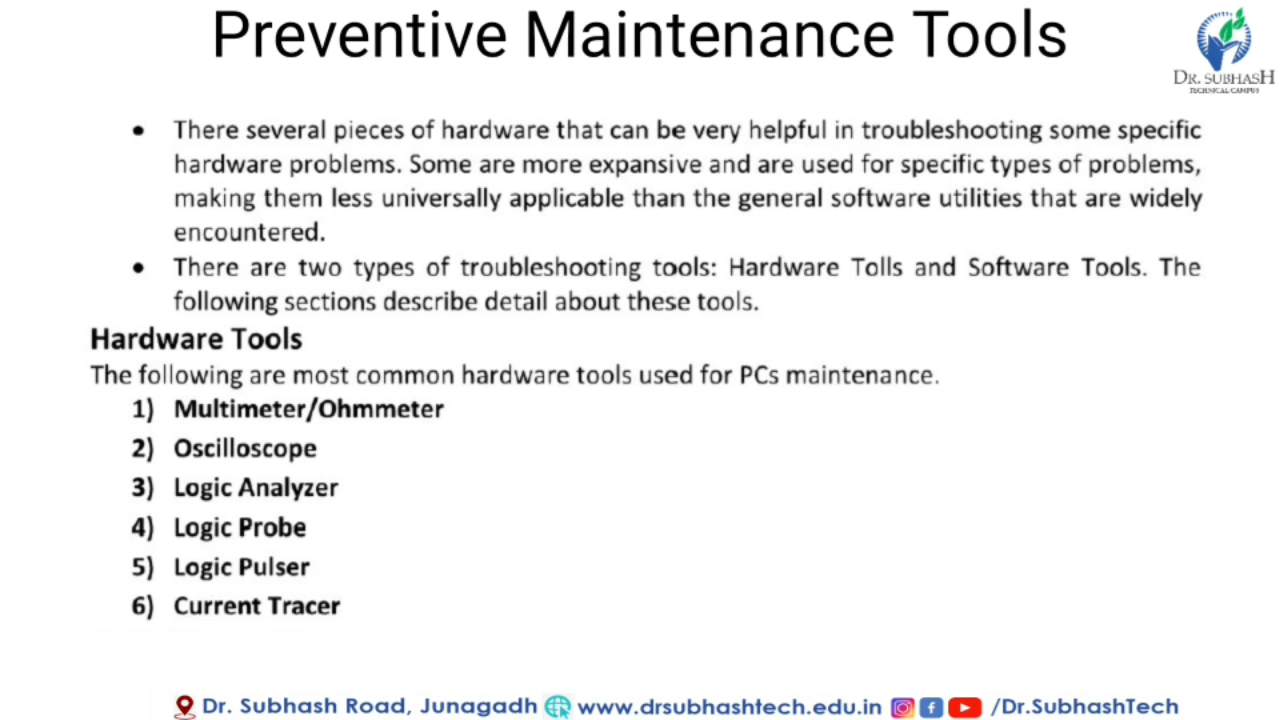 Preventive Maintenance Tools
DR. SUBHASH
TECHNICAL CAMPUS
• There several pieces of hardware that can be very helpful in troubleshooting some specific
hardware problems. Some are more expansive and are used for specific types of problems,
making them less universally applicable than the general software utilities that are widely
encountered.
• There are two types of troubleshooting tools: Hardware Tolls and Software Tools. The
following sections describe detail about these tools.
Hardware Tools
The following are most common hardware tools used for PCs maintenance.
1) Multimeter/Ohmmeter
2) Oscilloscope
3) Logic Analyzer
4) Logic Probe
5) Logic Pulser
6) Current Tracer
Dr. Subhash Road, Junagadh www.drsubhashtech.edu.in /Dr.SubhashTech